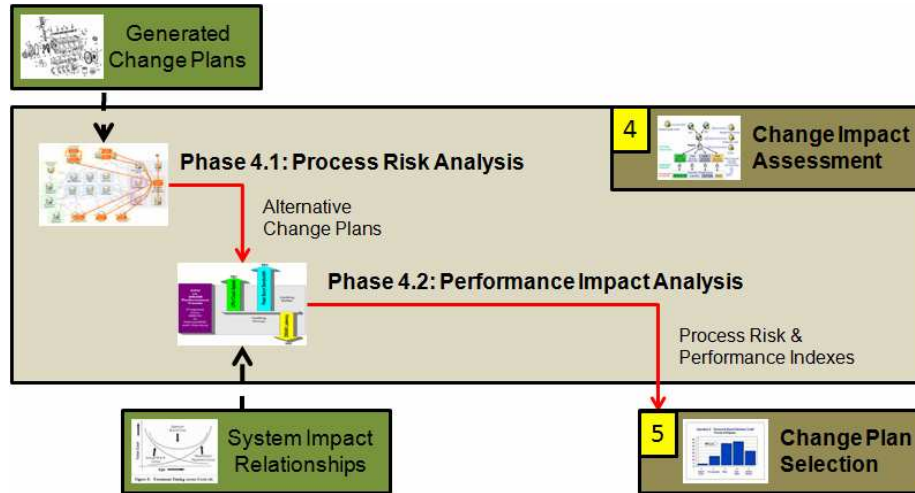 Generated
Change Plans
4
Change Impact
Assessment
Phase 4.1: Process Risk Analysis
Alternative
Change Plans
Phase 4.2: Performance Impact Analysis
Process Risk &
Performance Indexes
System Impact
Relationships
5
Change Plan
Selection